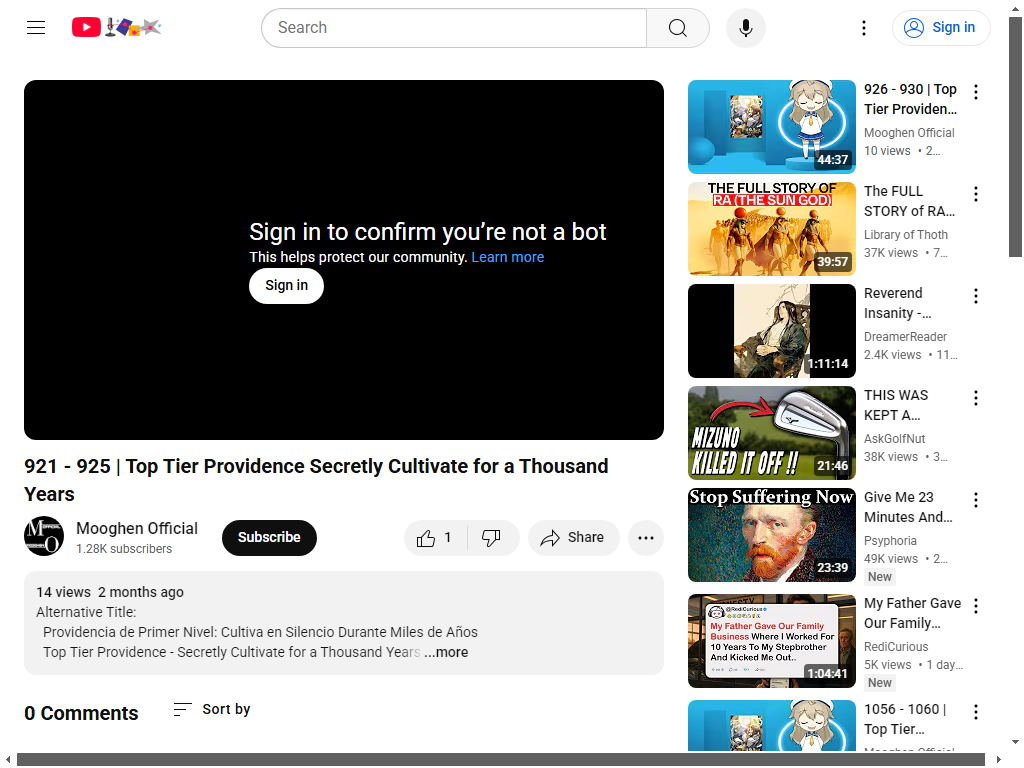 Search
Sign in
Sign in to confirm you're not a bot
This helps protect our community. Learn more
Sign in
921 - 925 | Top Tier Providence Secretly Cultivate for a Thousand
Years
Mooghen Official
1.28K subscribers
Subscribe
1
Share
14 views 2 months ago
Alternative Title:
Providencia de Primer Nivel: Cultiva en Silencio Durante Miles de Años
Top Tier Providence - Secretly Cultivate for a Thousand Years ...more
0 Comments
Sort by
44:37
926 - 930 | Top
Tier Providen...
Mooghen Official
10 views • 2...
THE FULL STORY OF
RA (THE SUN GOD)
39:57
The FULL
STORY of RA...
Library of Thoth
37K views • 7...
1:11:14
Reverend
Insanity -...
DreamerReader
2.4K views • 11...
MIZUNO
KILLED IT OFF !!
21:46
THIS WAS
KEPT A...
AskGolfNut
38K views • 3...
Stop Suffering Now
23:39
Give Me 23
Minutes And...
Psyphoria
49K views • 2...
New
@RediCurious
My Father Gave Our Family
Business Where I Worked For
10 Years To My Stepbrother
And Kicked Me Out..
1:04:41
My Father Gave
Our Family...
RediCurious
5K views • 1 day...
New
1056 - 1060 |
Top Tier...
Mooghen Official